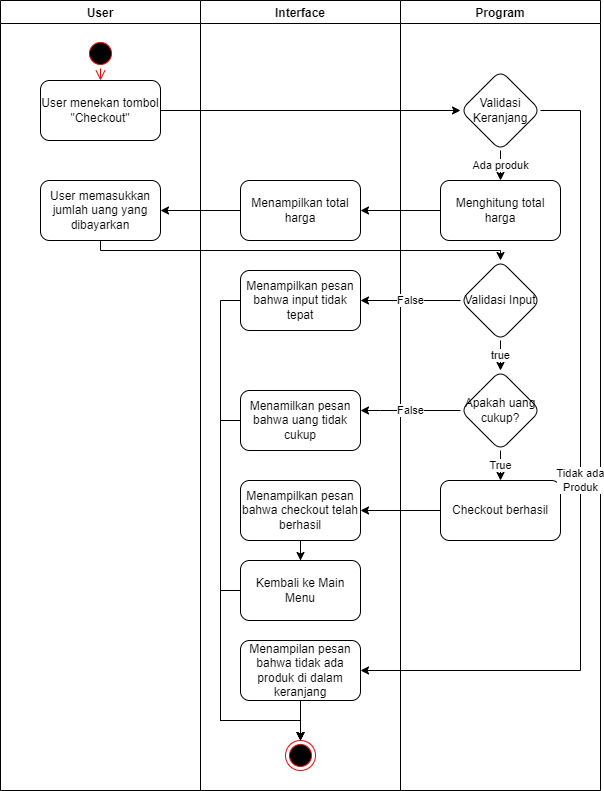 User
Interface
Program
User menekan tombol
"Checkout"
Validasi
Keranjang
Ada produk
User memasukkan
jumlah uang yang
dibayarkan
Menampilkan total
harga
Menghitung total
harga
Menampilkan pesan
bahwa input tidak
tepat
False
Validasi Input
true
Menamilkan pesan
bahwa uang tidak
cukup
False
Apakah uang
cukup?
True
Tidak ada
Produk
Menampilkan pesan
bahwa checkout telah
berhasil
Checkout berhasil
Kembali ke Main
Menu
Menampilan pesan
bahwa tidak ada
produk di dalam
keranjang